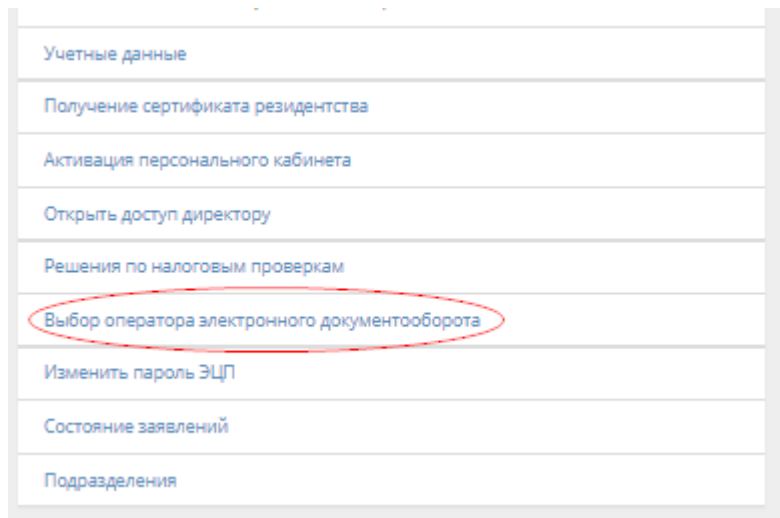 Учетные данные
Получение сертификата резидентства
Активация персонального кабинета
Открыть доступ директору
Решения по налоговым проверкам
Выбор оператора электронного документооборота
Изменить пароль ЭЦП
Состояние заявлений
Подразделения